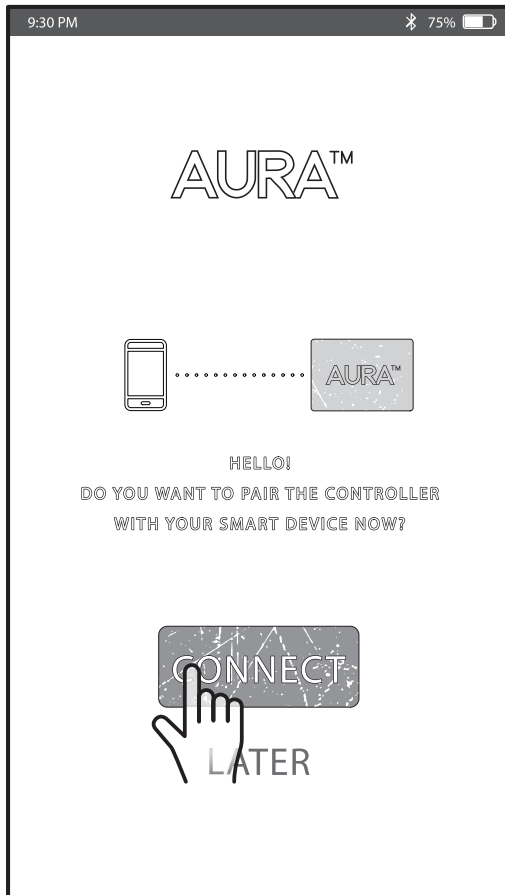 9:30 PM 75%
AURA™
AURA™
HELLO!
DO YOU WANT TO PAIR THE CONTROLLER
WITH YOUR SMART DEVICE NOW?
CONNECT
LATER